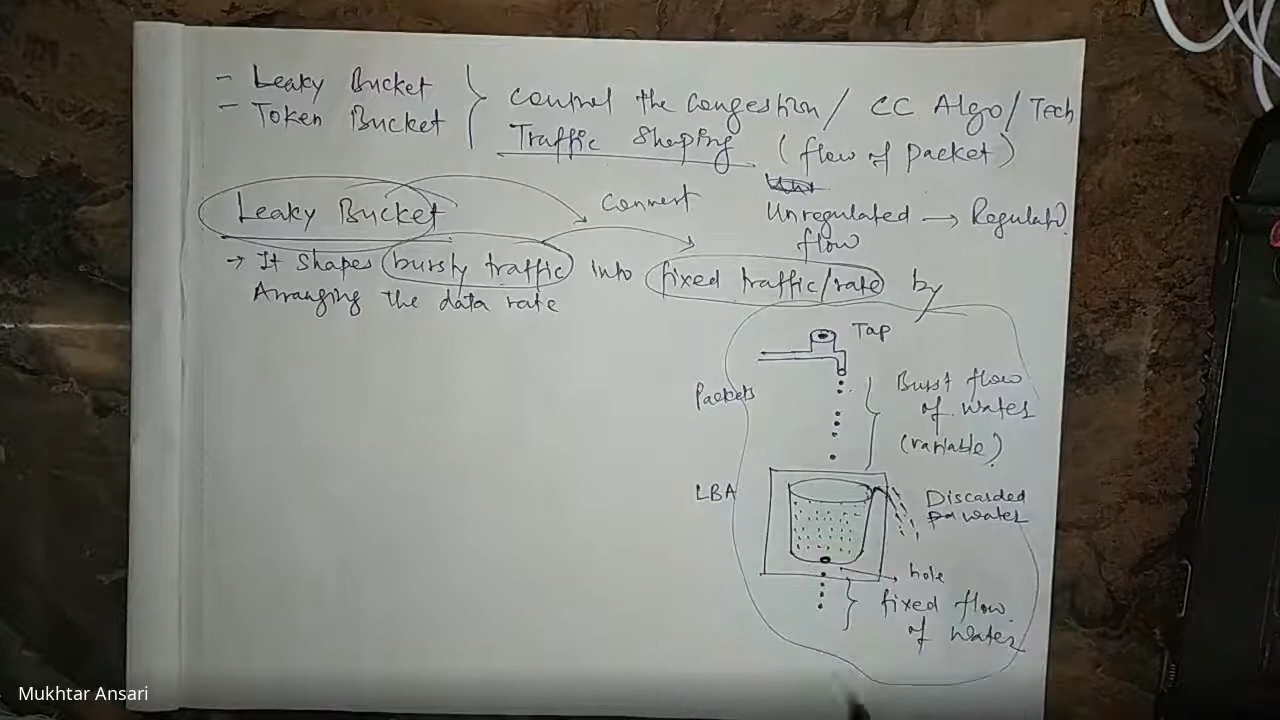 - Leaky Bucket
- Token Bucket
Control the Congestion / CC Algo/Tech
Traffic Shaping (flow of packet)
Leaky Bucket
Convert
Unregulated → Regulated
flow
→ It shapes bursty traffic into fixed traffic/rate by
Arranging the data rate
Tap
Packets
Burst flow
of water
(variable)
LBA
Discarded
water
hole
fixed flow
of water
Mukhtar Ansari